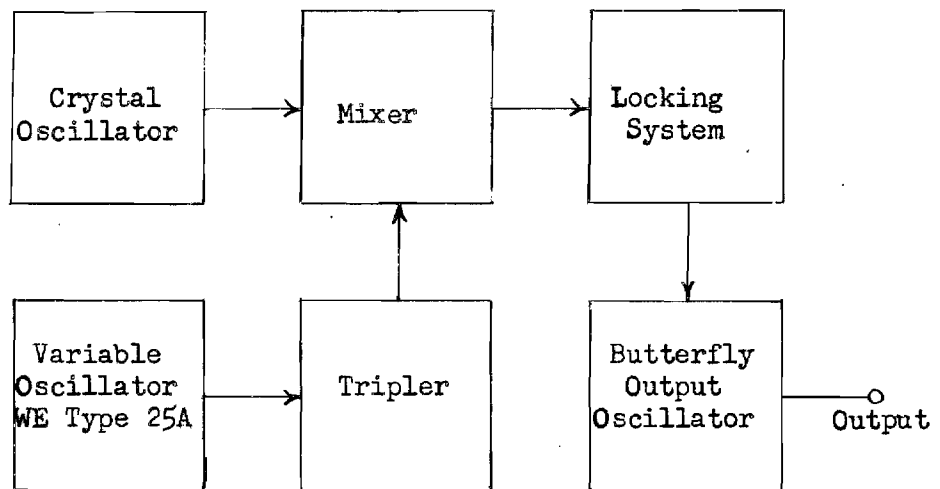 Crystal
Oscillator
Mixer
Locking
System
Variable
Oscillator
WE Type 25A
Tripler
Butterfly
Output
Oscillator
Output